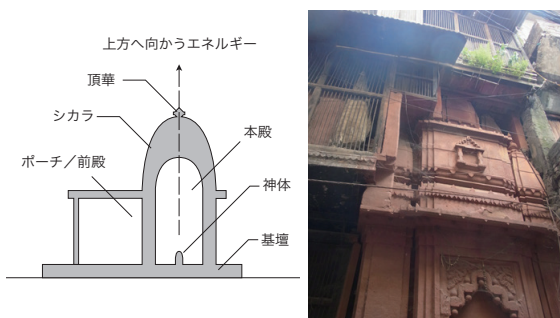 上方へ向かうエネルギー
頂華
シカラ
本殿
ポーチ／前殿
神体
基壇